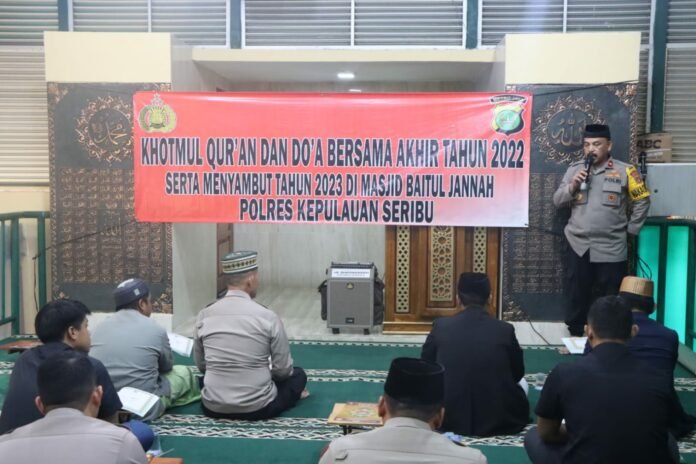 KHOTMUL QUR'AN DAN DO'A BERSAMA AKHIR TAHUN 2022
SERTA MENYAMBUT TAHUN 2023 DI MASJID BAITUL JANNAH
POLRES KEPULAUAN SERIBU
ABC